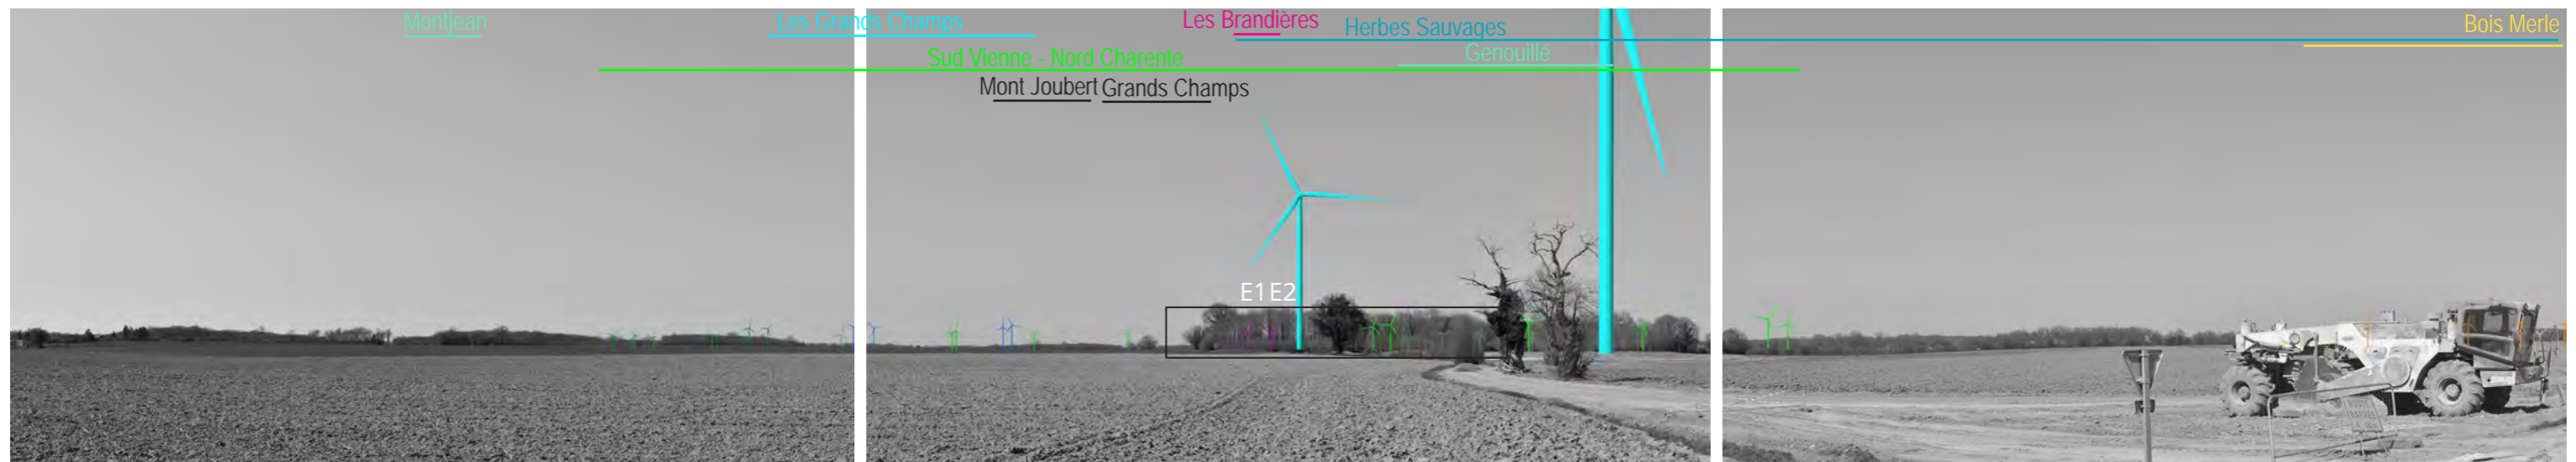 Montjean
Les Grands Champs
Les Brandières
Herbes Sauvages
Bois Merle
Sud Vienne - Nord Charente
Genouillé
Mont Joubert
Grands Champs
E1 E2